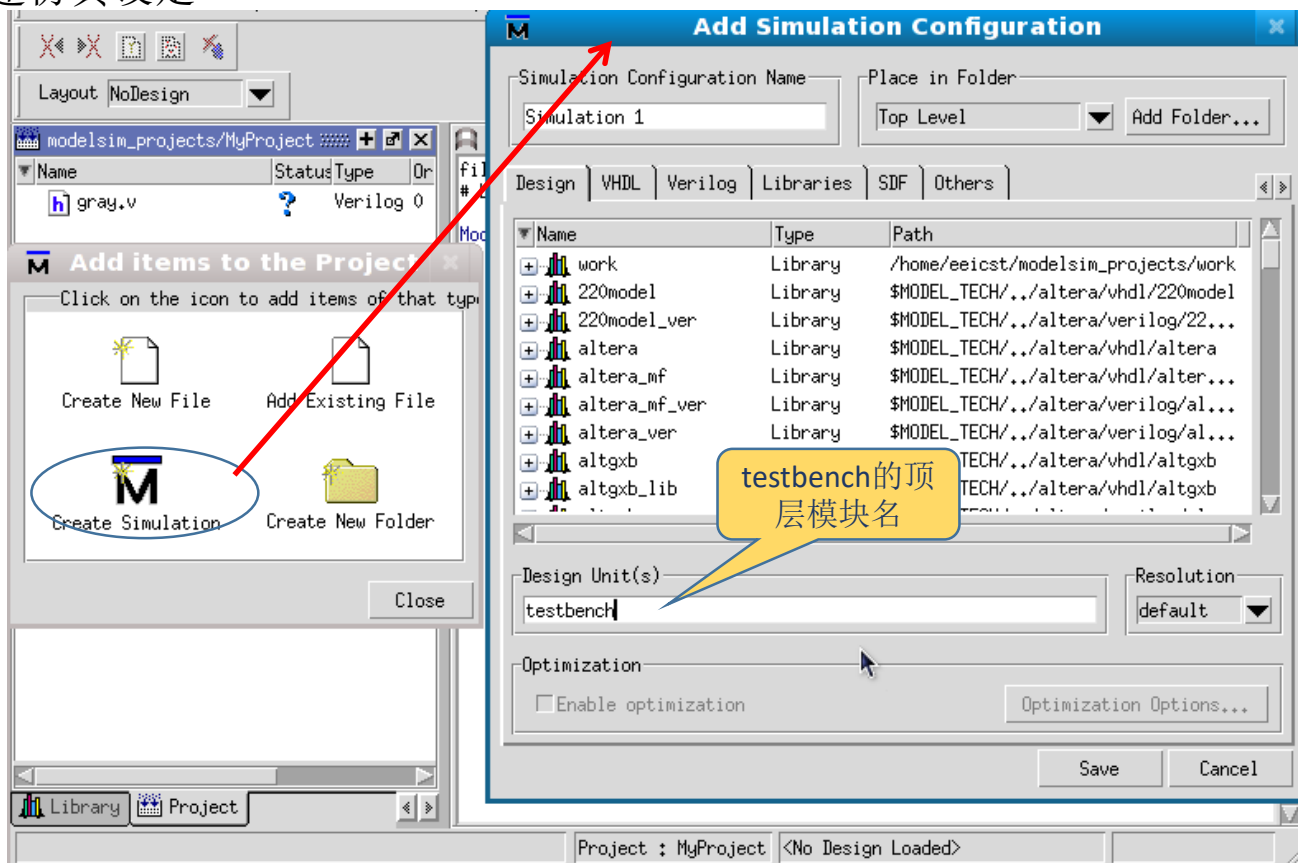 仿真设定
Layout NoDesign
modelsim_projects/MyProject
Name Status Type Or
gray.v ? Verilog 0
Add items to the Project
Click on the icon to add items of that type
Create New File Add Existing File
Create Simulation Create New Folder
Close
Library Project
Project : MyProject <No Design Loaded>
Add Simulation Configuration
Simulation Configuration Name Place in Folder
Simulation 1 Top Level Add Folder...
Design VHDL Verilog Libraries SDF Others
Name Type Path
work Library /home/eeicst/modelsim_projects/work
220model Library $MODEL_TECH/../altera/vhdl/220model
220model_ver Library $MODEL_TECH/../altera/verilog/22...
altera Library $MODEL_TECH/../altera/vhdl/altera
altera_mf Library $MODEL_TECH/../altera/vhdl/alter...
altera_mf_ver Library $MODEL_TECH/../altera/verilog/al...
altera_ver Library $MODEL_TECH/../altera/verilog/al...
altgxb TECH/../altera/vhdl/altgxb
altgxb_lib TECH/../altera/vhdl/altgxb
testbench的顶
层模块名
Design Unit(s) Resolution
testbench default
Optimization
Enable optimization Optimization Options...
Save Cancel